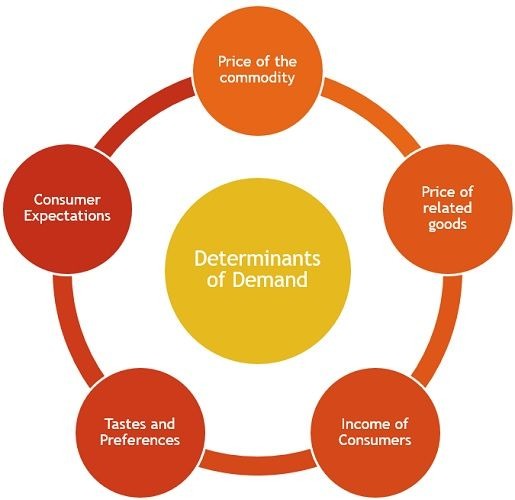 Price of the
commodity
Price of
related
goods
Income of
Consumers
Tastes and
Preferences
Consumer
Expectations
Determinants
of Demand